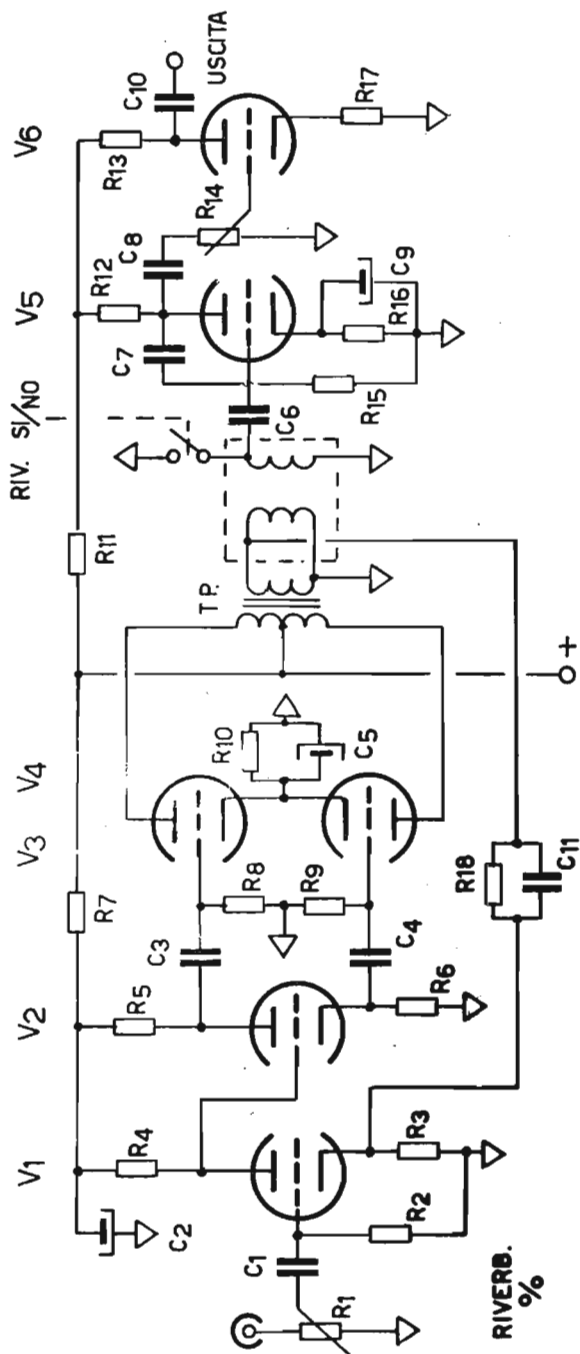 V1
V2
V3
V4
RIV. SI/NO
V5
V6
C2
R4
R5
R7
R11
R12
R13
C10
USCITA
C3
C7
C8
R14
T.P.
C1
R8
R10
C6
R9
C5
C9
R16
R17
R1
R2
R3
C4
R6
R15
RIVERB.
%
R18
C11
+